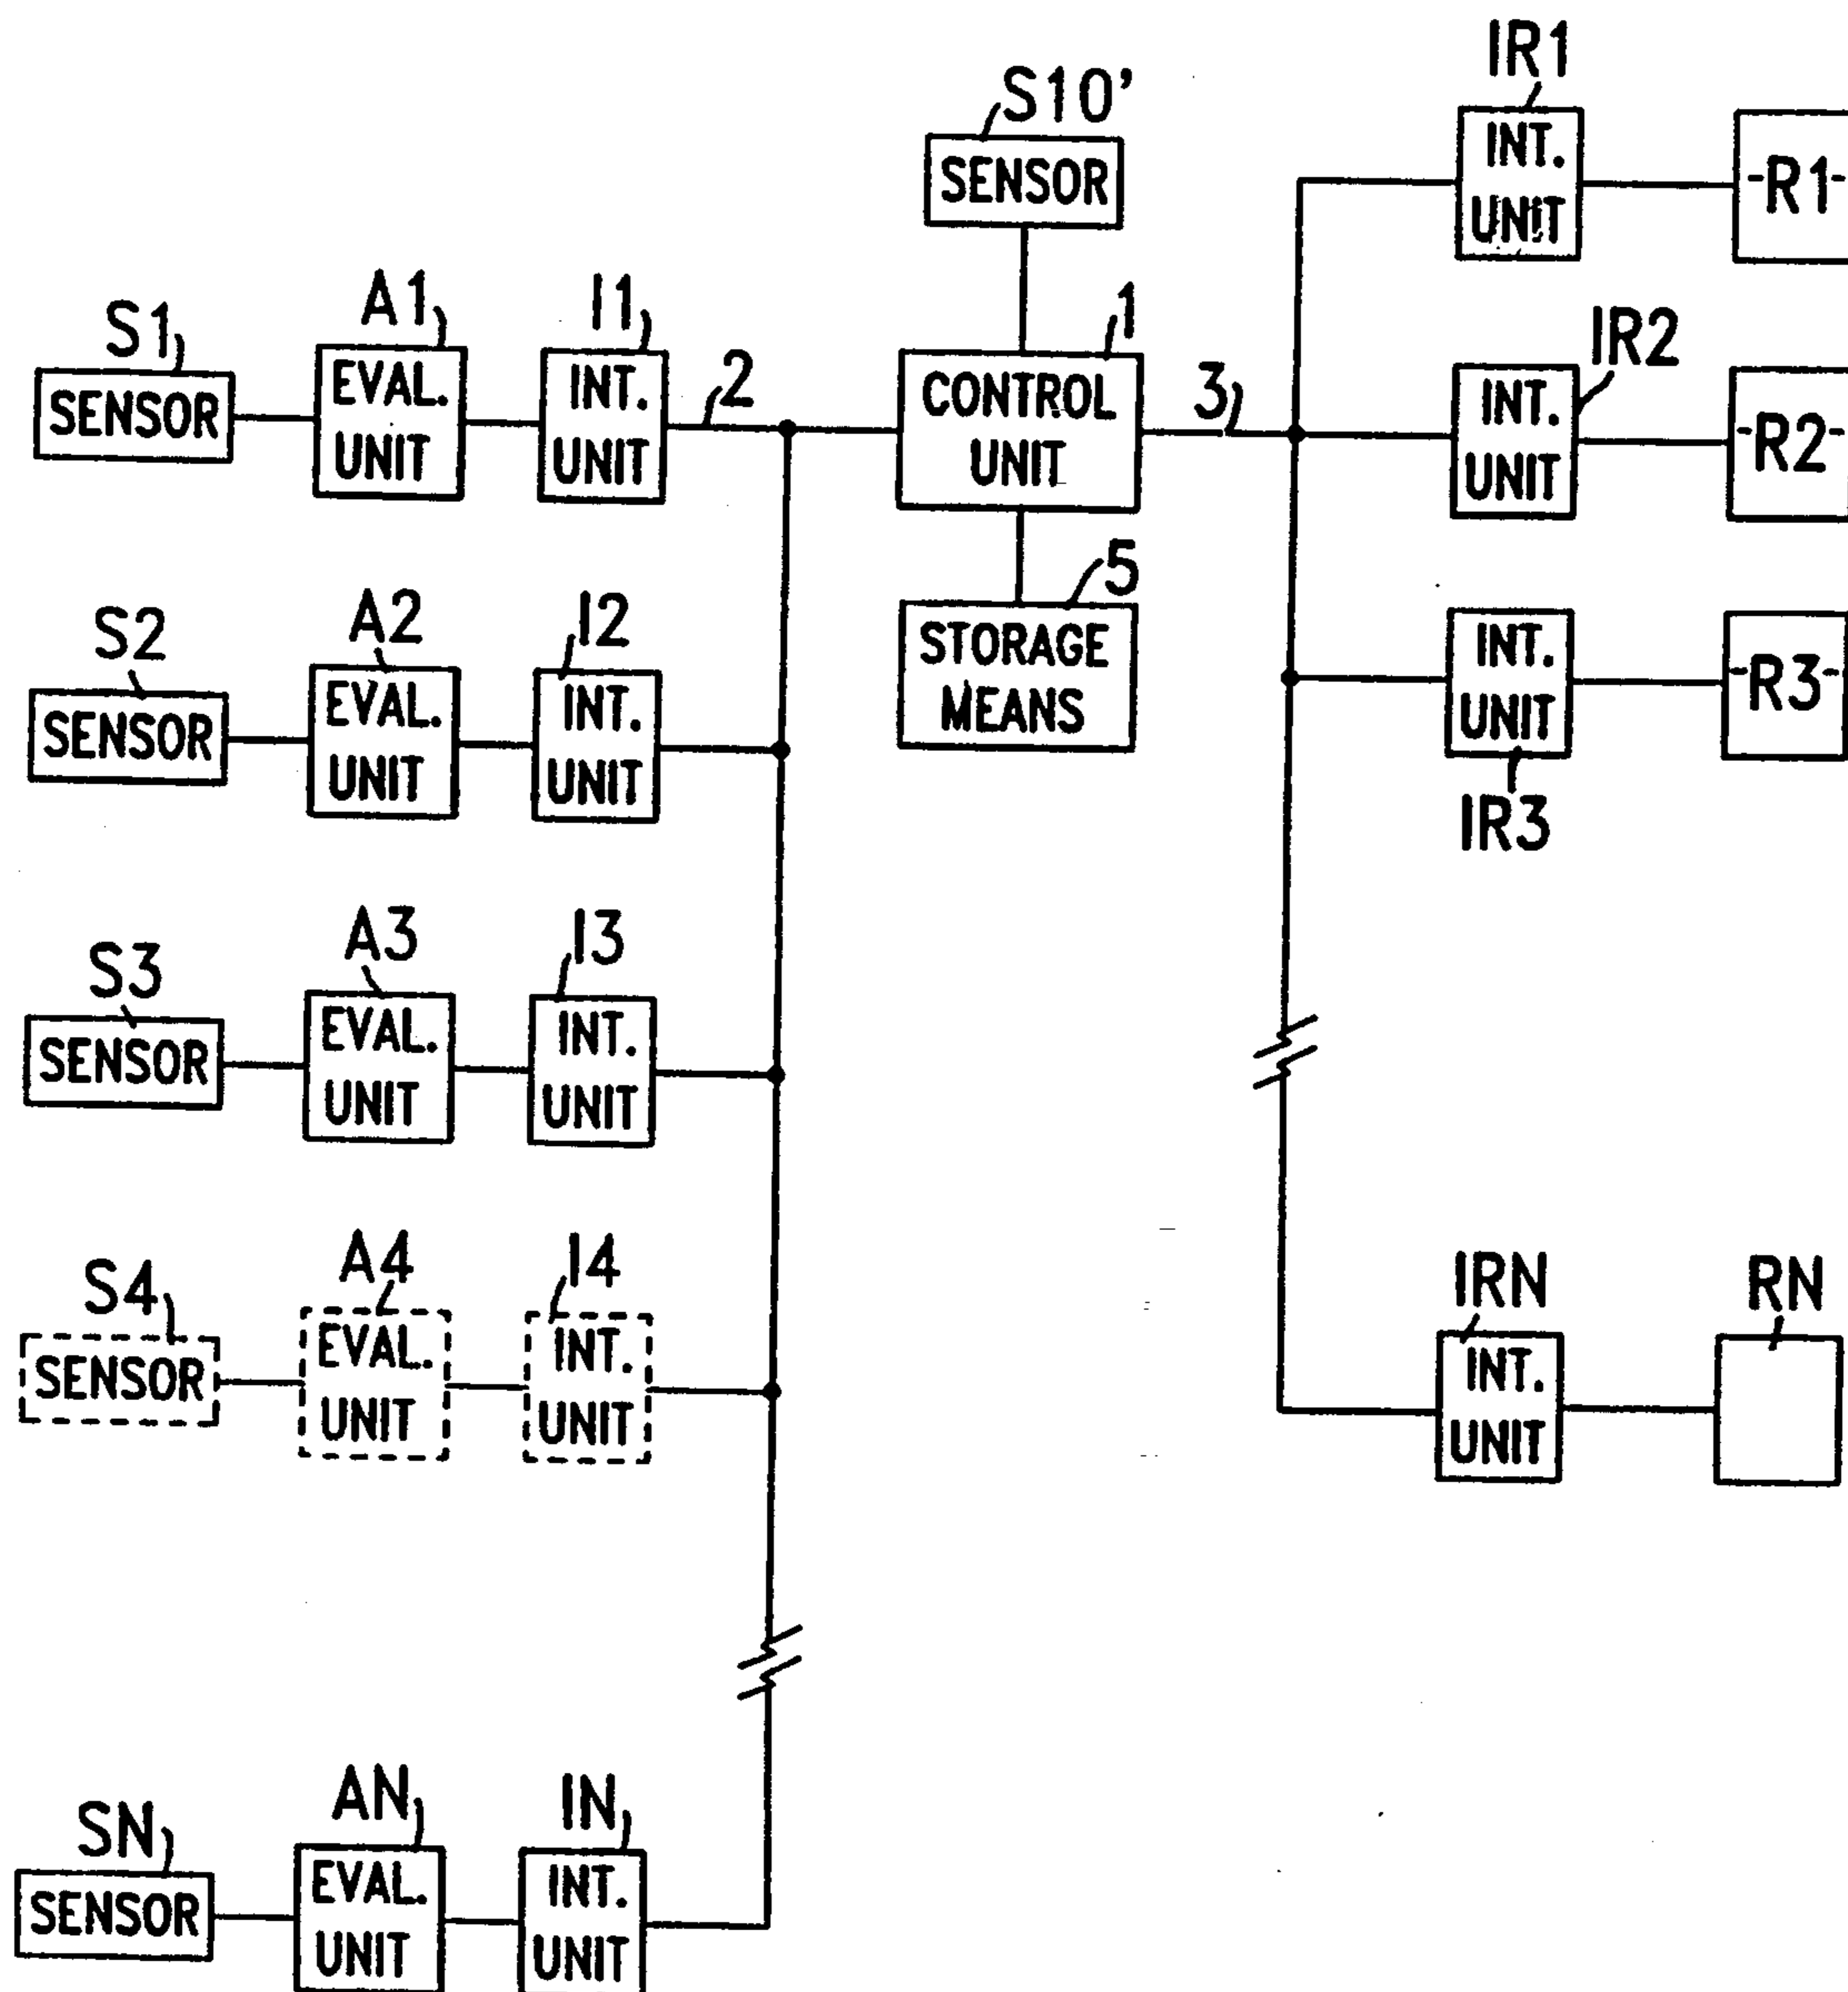 IR1
S10'
INT.
UNIT
-R1-
SENSOR
S1
A1
I1
1
IR2
SENSOR
EVAL.
UNIT
INT.
UNIT
2
CONTROL
UNIT
3
INT.
UNIT
-R2-
S2
A2
I2
5
SENSOR
EVAL.
UNIT
INT.
UNIT
STORAGE
MEANS
INT.
UNIT
-R3-
IR3
S3
A3
I3
SENSOR
EVAL.
UNIT
INT.
UNIT
S4
A4
I4
SENSOR
EVAL.
UNIT
INT.
UNIT
IRN
RN
INT.
UNIT
SN
AN
IN
SENSOR
EVAL.
UNIT
INT.
UNIT